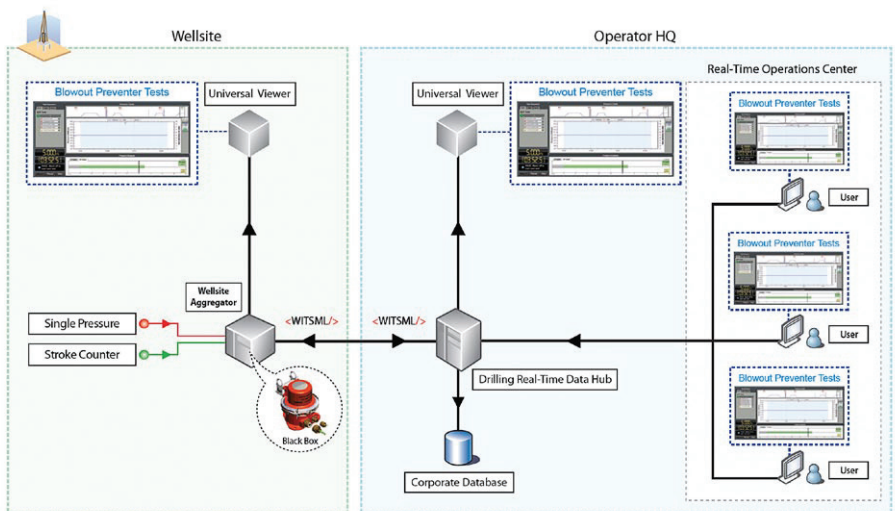 Wellsite
Operator HQ
Real-Time Operations Center
Blowout Preventer Tests
Universal Viewer
Universal Viewer
Blowout Preventer Tests
Blowout Preventer Tests
User
Blowout Preventer Tests
User
Blowout Preventer Tests
User
Wellsite
Aggregator
Single Pressure
Stroke Counter
<WITSML/>
<WITSML/>
Drilling Real-Time Data Hub
Black Box
Corporate Database